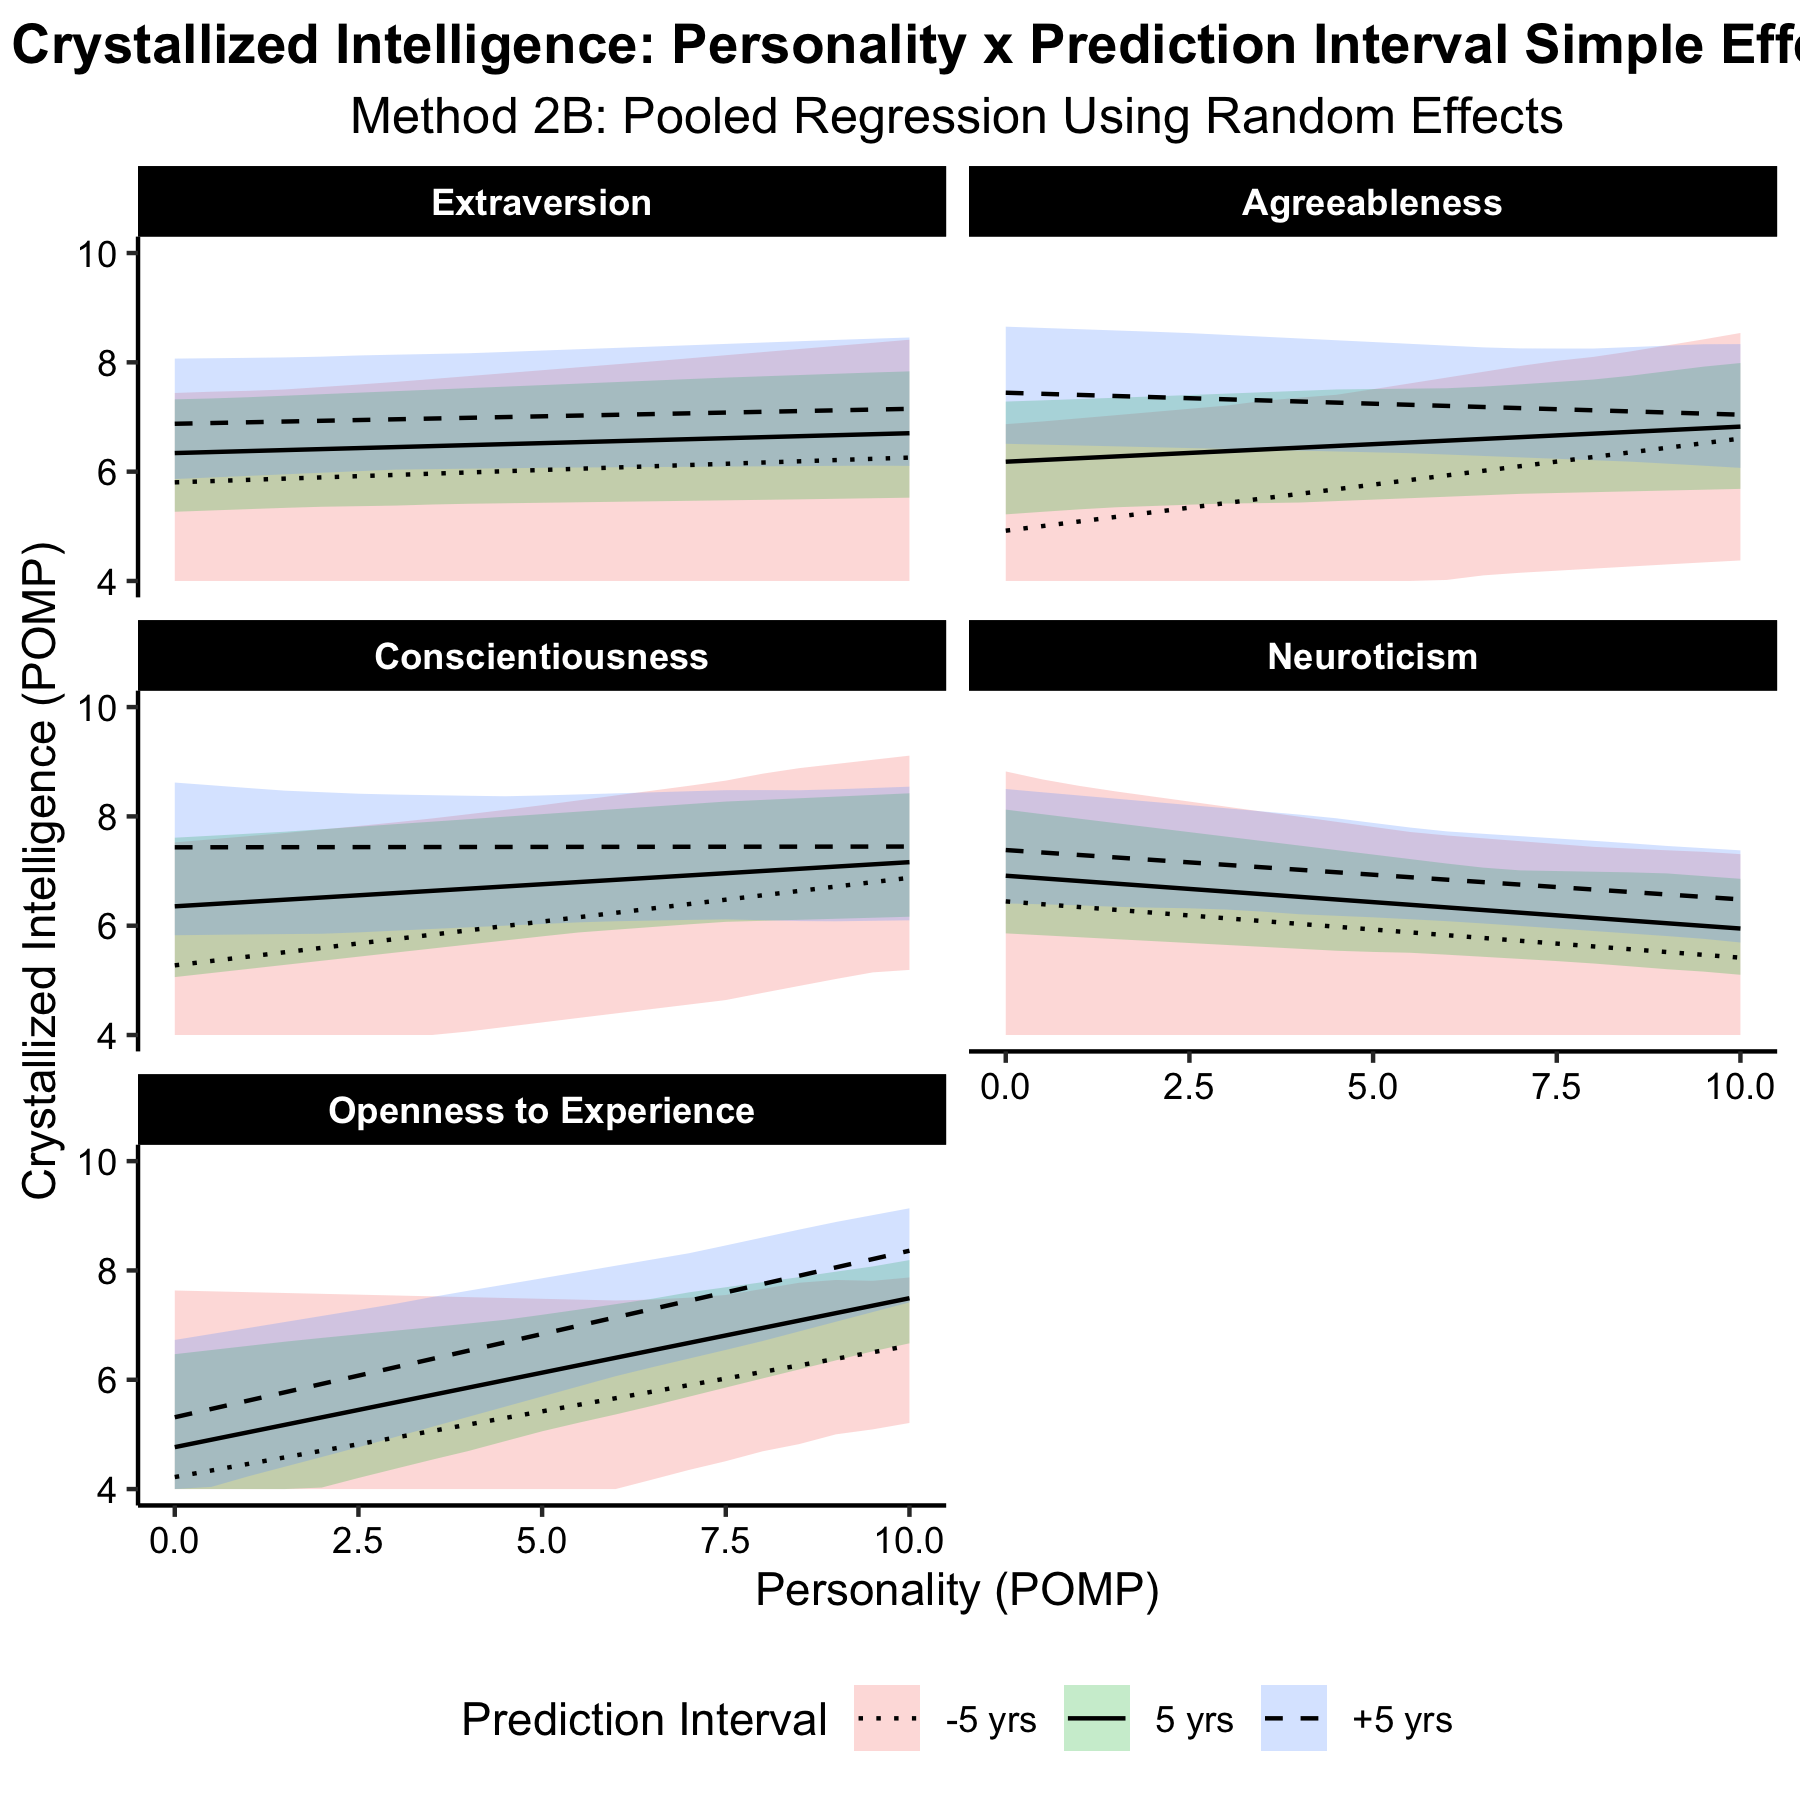 Crystallized Intelligence: Personality x Prediction Interval Simple
Method 2B: Pooled Regression Using Random Effects
Extraversion
Agreeableness
10
8
6
4
Conscientiousness
Neuroticism
10
8
6
4
0.0 2.5 5.0 7.5 10.0
Openness to Experience
10
8
6
4
0.0 2.5 5.0 7.5 10.0
Crystallized Intelligence (POMP)
Personality (POMP)
Prediction Interval -5 yrs 5 yrs +5 yrs